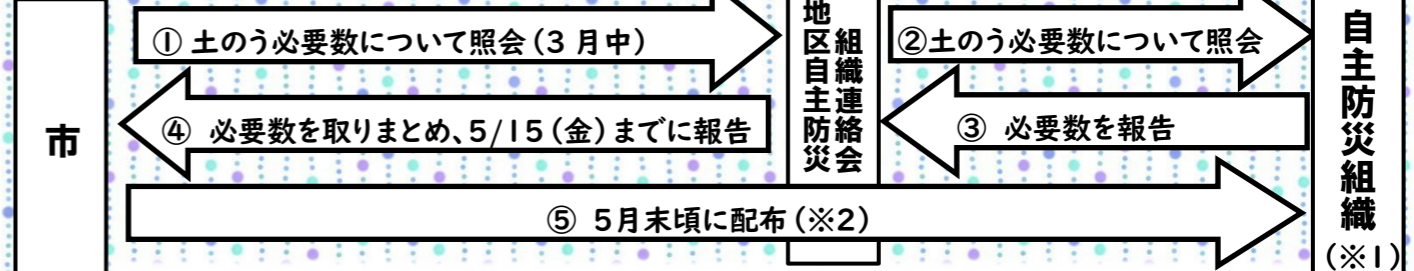 市
① 土のう必要数について照会(3月中)
地区自主防災
組織連絡会
②土のう必要数について照会
自主防災組織
(※1)
④ 必要数を取りまとめ、5/15(金)までに報告
③ 必要数を報告
⑤ 5月末頃に配布(※2)